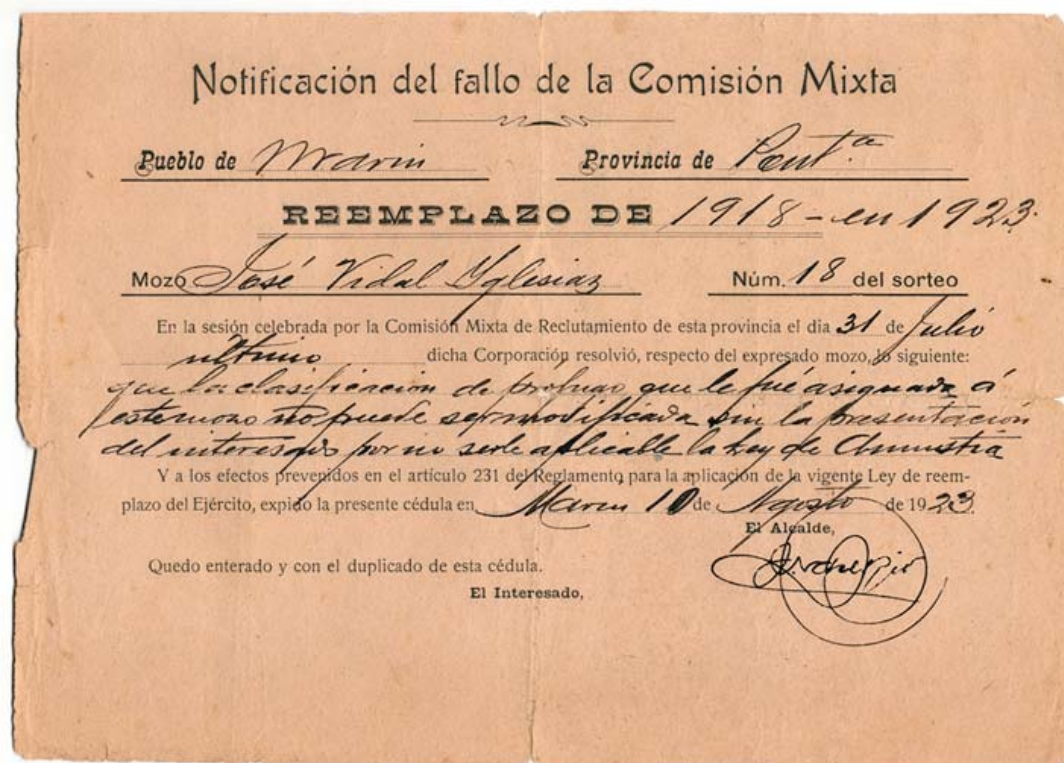 Notificación del fallo de la Comisión Mixta
Pueblo de Marin Provincia de Pont.ª
REEMPLAZO DE 1918 - en 1923.
Mozo José Vidal Yglesias Núm. 18 del sorteo
En la sesión celebrada por la Comisión Mixta de Reclutamiento de esta provincia el dia 31 de Julio
último dicha Corporación resolvió, respecto del expresado mozo, lo siguiente:
que la clasificacion de profugo que le fué asignada á
este mozo no puede ser modificada sin la presentación
del interesado por no serle aplicable la Ley de Amnistia
Y a los efectos prevenidos en el artículo 231 del Reglamento para la aplicación de la vigente Ley de reem-
plazo del Ejército, expido la presente cédula en Marin 10 de Agosto de 1923.
El Alcalde,
Quedo enterado y con el duplicado de esta cédula.
El Interesado,